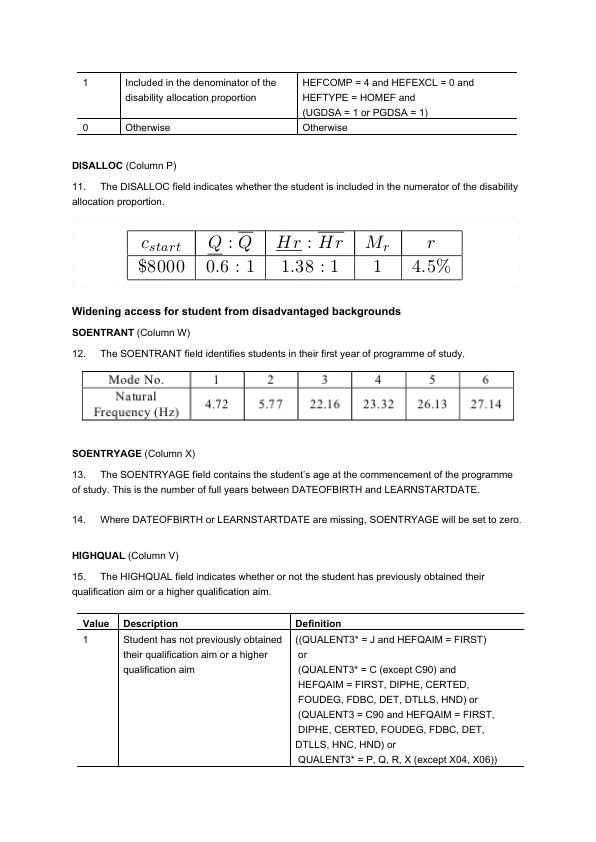 1 Included in the denominator of the HEFCOMP = 4 and HEFEXCL = 0 and
disability allocation proportion HEFTYPE = HOMEF and
(UGDSA = 1 or PGDSA = 1)
0 Otherwise Otherwise
DISALLOC (Column P)
11. The DISALLOC field indicates whether the student is included in the numerator of the disability
allocation proportion.
c_start Q : Q̅ Hr : H̅r̅ M_r r
$8000 0.6 : 1 1.38 : 1 1 4.5%
Widening access for student from disadvantaged backgrounds
SOENTRANT (Column W)
12. The SOENTRANT field identifies students in their first year of programme of study.
Mode No. 1 2 3 4 5 6
Natural
Frequency (Hz) 4.72 5.77 22.16 23.32 26.13 27.14
SOENTRYAGE (Column X)
13. The SOENTRYAGE field contains the student's age at the commencement of the programme
of study. This is the number of full years between DATEOFBIRTH and LEARNSTARTDATE.
14. Where DATEOFBIRTH or LEARNSTARTDATE are missing, SOENTRYAGE will be set to zero.
HIGHQUAL (Column V)
15. The HIGHQUAL field indicates whether or not the student has previously obtained their
qualification aim or a higher qualification aim.
Value Description Definition
1 Student has not previously obtained ((QUALENT3* = J and HEFQAIM = FIRST)
their qualification aim or a higher or
qualification aim (QUALENT3* = C (except C90) and
HEFQAIM = FIRST, DIPHE, CERTED,
FOUDEG, FDBC, DET, DTLLS, HND) or
(QUALENT3 = C90 and HEFQAIM = FIRST,
DIPHE, CERTED, FOUDEG, FDBC, DET,
DTLLS, HNC, HND) or
QUALENT3* = P, Q, R, X (except X04, X06))